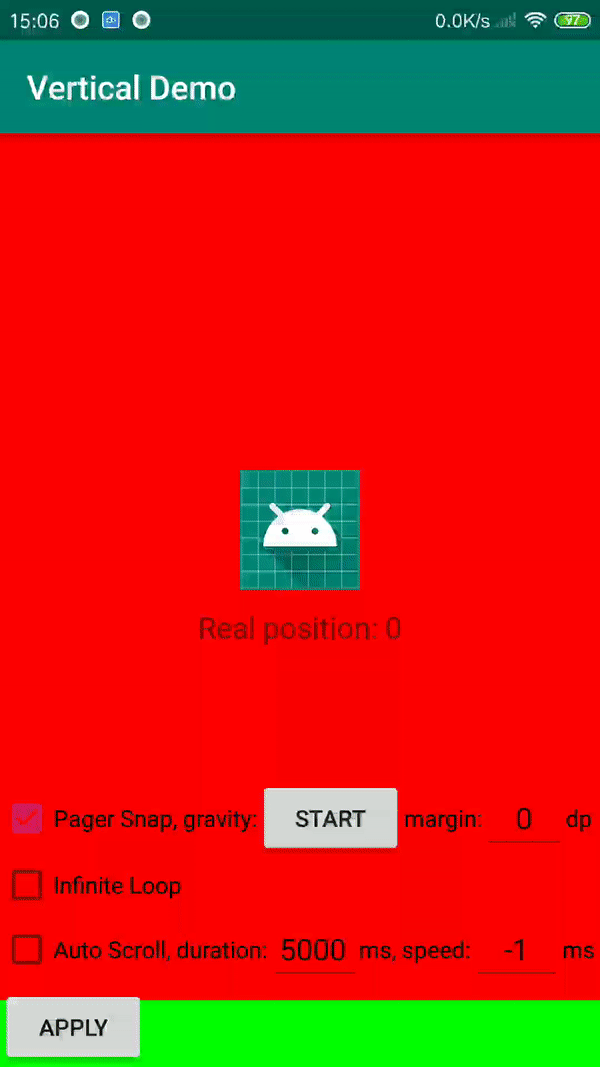 15:06 0.0K/s 97
Vertical Demo
Real position: 0
Pager Snap, gravity: START margin: 0 dp
Infinite Loop
Auto Scroll, duration: 5000 ms, speed: -1 ms
APPLY